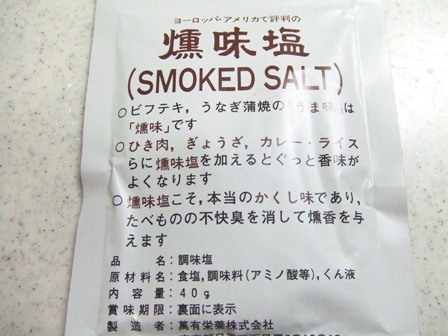 ヨーロッパ・アメリカで評判の
燻味塩
(SMOKED SALT)
○ビフテキ，うなぎ蒲焼の「うま味」は
「燻味」です
○ひき肉，ぎょうざ，カレー・ライス
らに燻味塩を加えるとぐっと香味が
よくなります
○燻味塩こそ，本当のかくし味であり，
たべものの不快臭を消して燻香を与
えます
品名：調味塩
原材料名：食塩，調味料(アミノ酸等)，くん液
内容量：40g
賞味期限：裏面に表示
製造者：萬有栄養株式会社